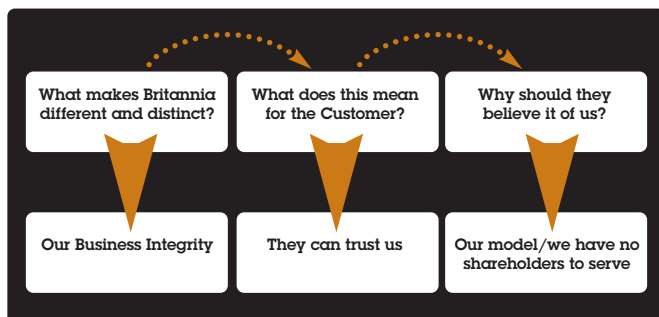 What makes Britannia
different and distinct?
What does this mean
for the Customer?
Why should they
believe it of us?
Our Business Integrity
They can trust us
Our model/we have no
shareholders to serve